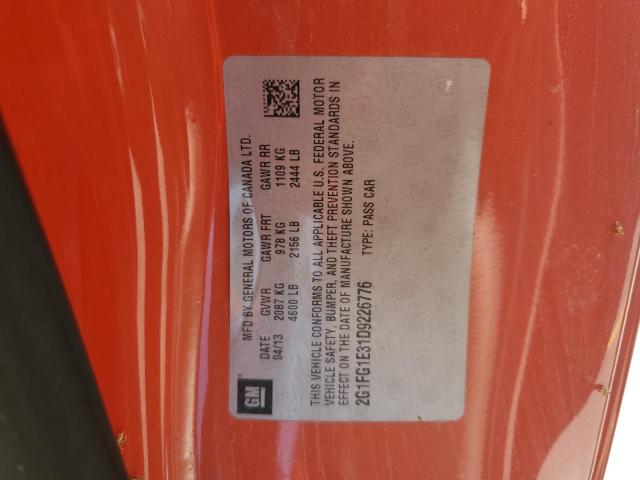 GM
MFD BY GENERAL MOTORS OF CANADA LTD.
DATE GVWR GAWR FRT GAWR RR
04/13 2087 KG 978 KG 1109 KG
4600 LB 2156 LB 2444 LB
THIS VEHICLE CONFORMS TO ALL APPLICABLE U.S. FEDERAL MOTOR
VEHICLE SAFETY, BUMPER, AND THEFT PREVENTION STANDARDS IN
EFFECT ON THE DATE OF MANUFACTURE SHOWN ABOVE.
2G1FG1E31D9226776 TYPE: PASS CAR